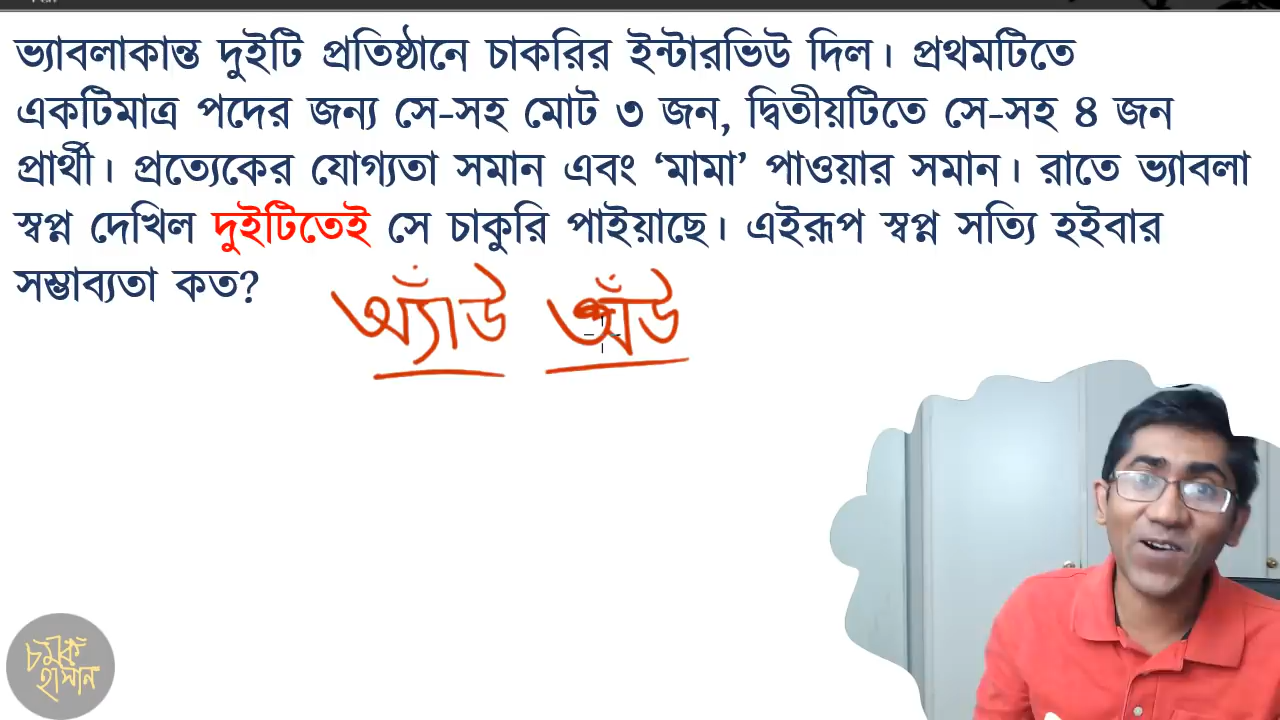 ভ্যাবলাকান্ত দুইটি প্রতিষ্ঠানে চাকরির ইন্টারভিউ দিল। প্রথমটিতে
একটিমাত্র পদের জন্য সে-সহ মোট ৩ জন, দ্বিতীয়টিতে সে-সহ ৪ জন
প্রার্থী। প্রত্যেকের যোগ্যতা সমান এবং ‘মামা’ পাওয়ার সমান। রাতে ভ্যাবলা
স্বপ্ন দেখিল দুইটিতেই সে চাকুরি পাইয়াছে। এইরূপ স্বপ্ন সত্যি হইবার
সম্ভাব্যতা কত?
অ্যাঁউ অঁউ
চমক
হাসান